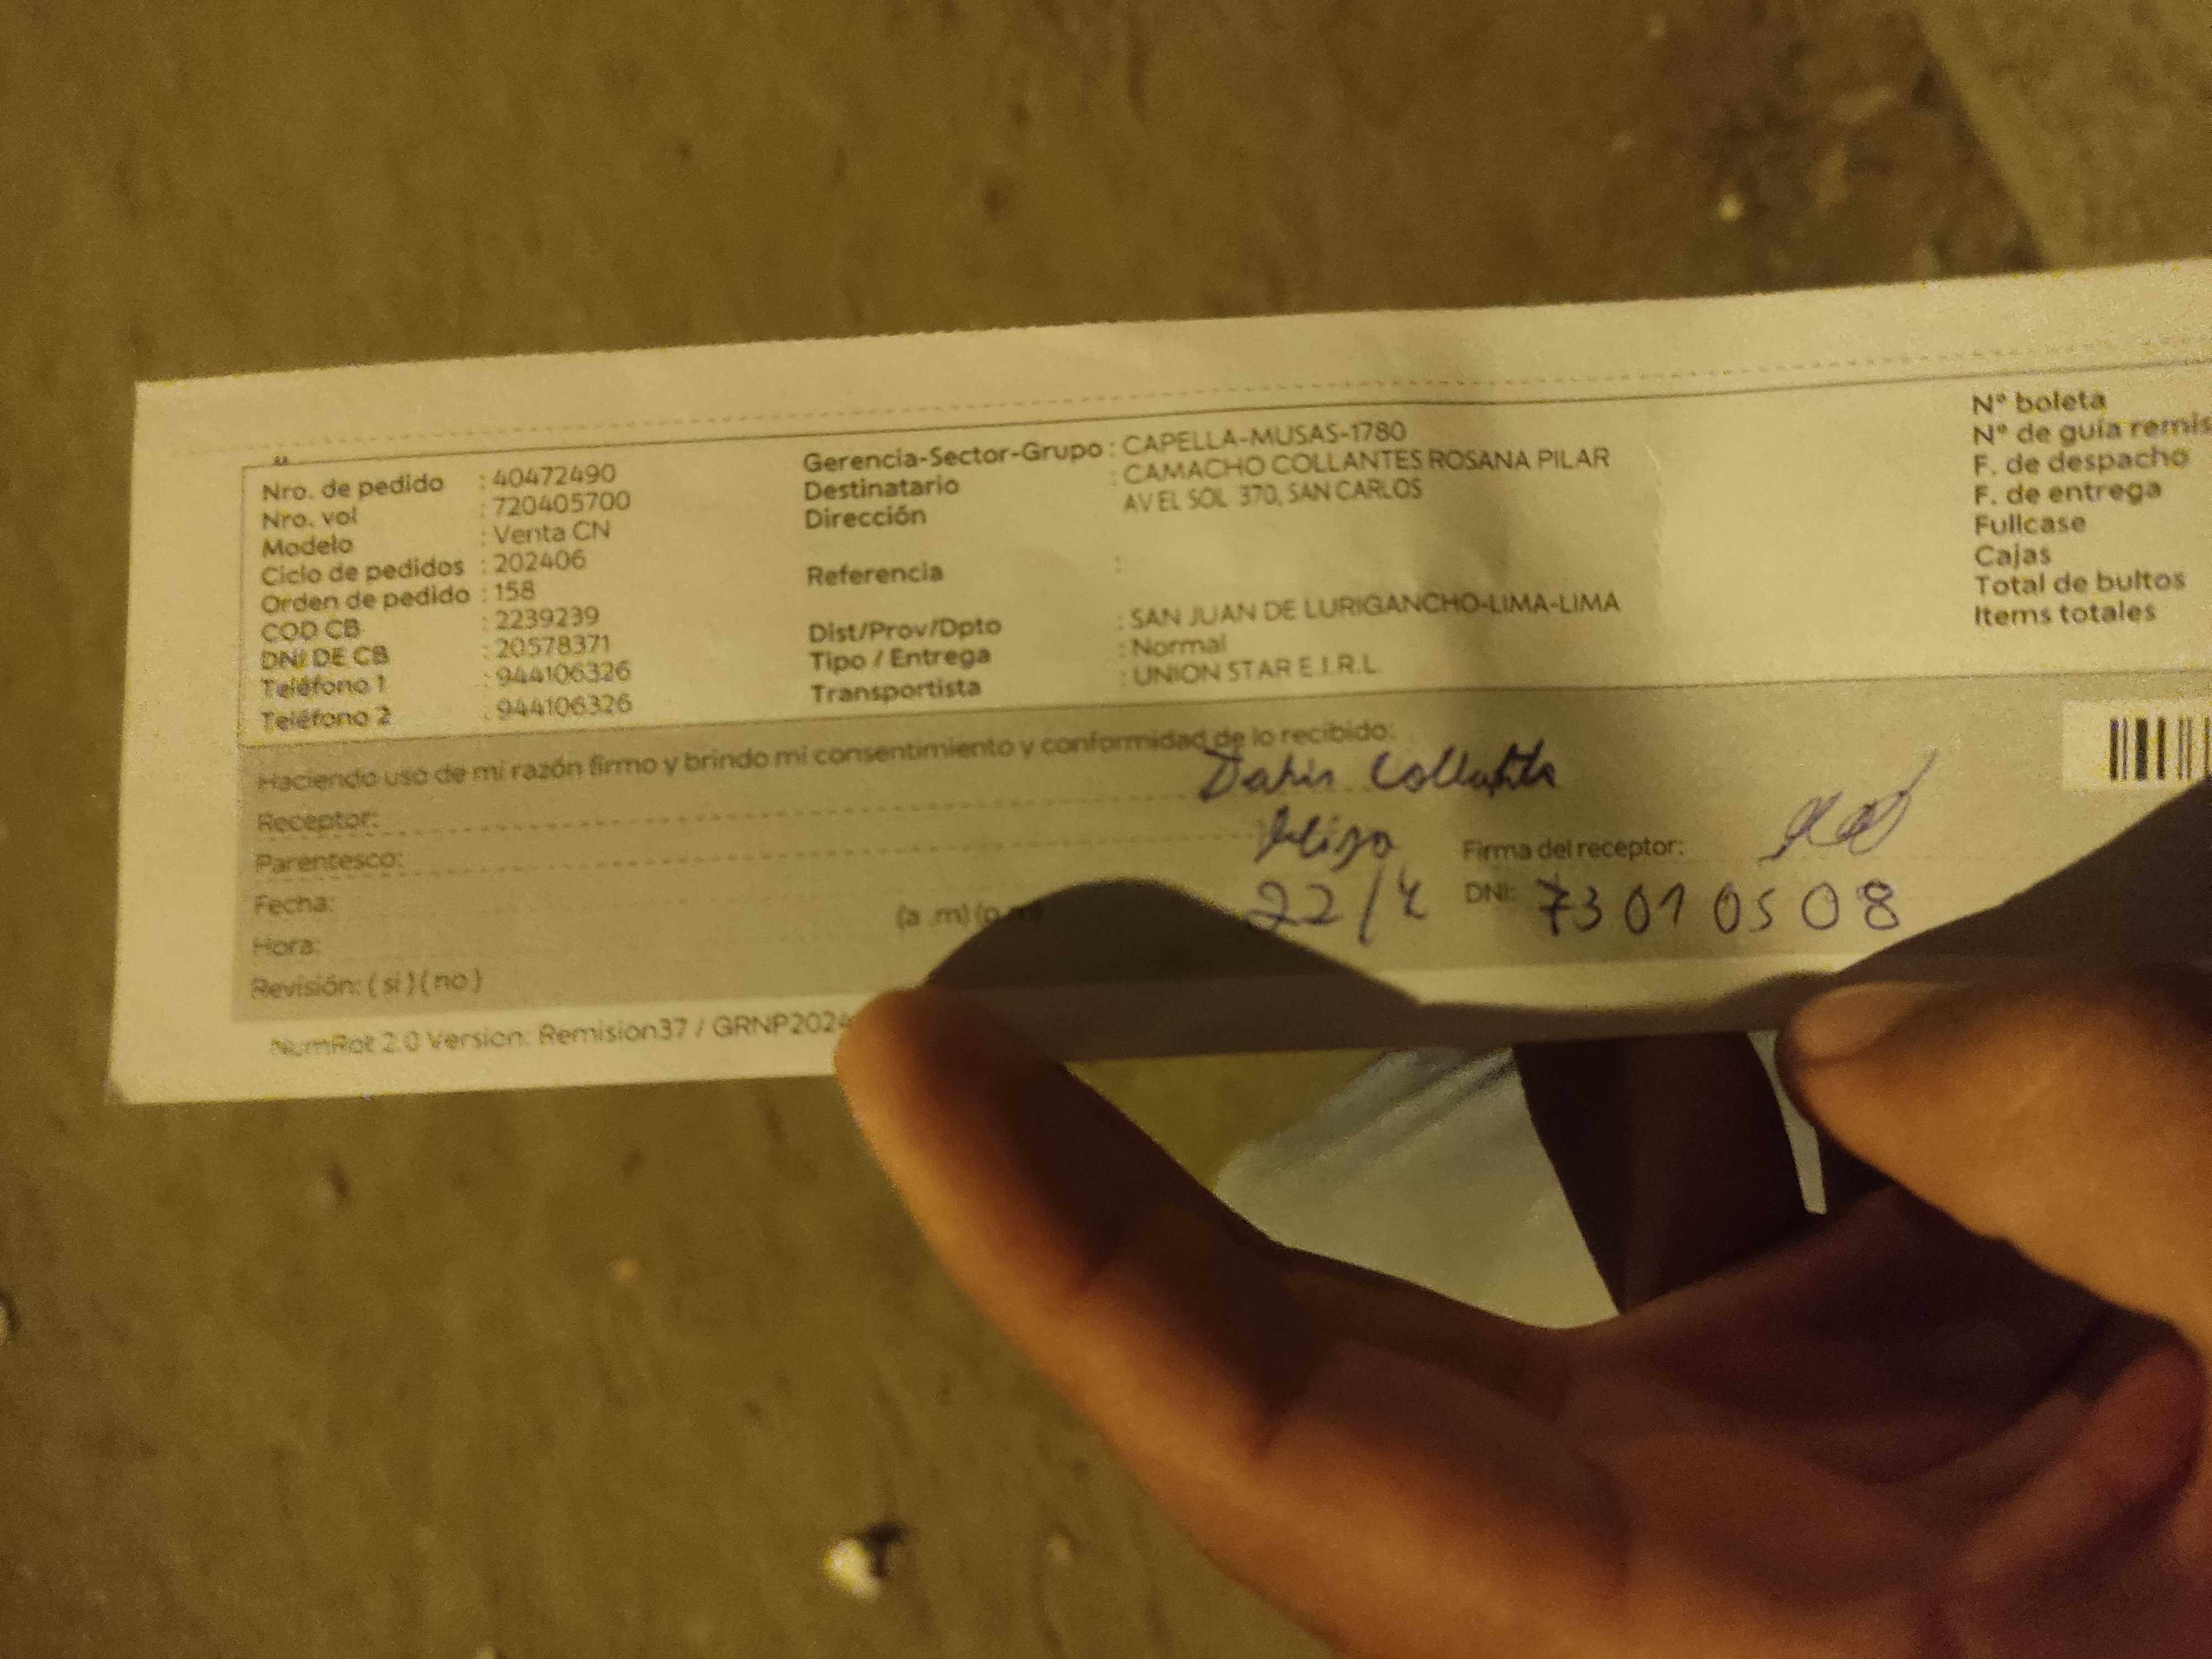 Nro. de pedido : 40472490
Nro. vol : 720405700
Modelo : Venta CN
Ciclo de pedidos : 202406
Orden de pedido : 158
COD CB : 2239239
DNI DE CB : 20578371
Teléfono 1 : 944106326
Teléfono 2 : 944106326
Gerencia-Sector-Grupo : CAPELLA-MUSAS-1780
Destinatario : CAMACHO COLLANTES ROSANA PILAR
Dirección AV EL SOL 370, SAN CARLOS
Referencia :
Dist/Prov/Dpto : SAN JUAN DE LURIGANCHO-LIMA-LIMA
Tipo / Entrega : Normal
Transportista : UNION STAR E.I.R.L.
N° boleta
N° de guía remis
F. de despacho
F. de entrega
Fullcase
Cajas
Total de bultos
Items totales
Haciendo uso de mi razón firmo y brindo mi consentimiento y conformidad de lo recibido:
Receptor:
Parentesco: Firma del receptor:
Fecha: 22/4 DNI: 73010508
Hora: (a .m) (p
Revisión: ( si ) ( no )
NumRot 2.0 Version: Remision37 / GRNP2024